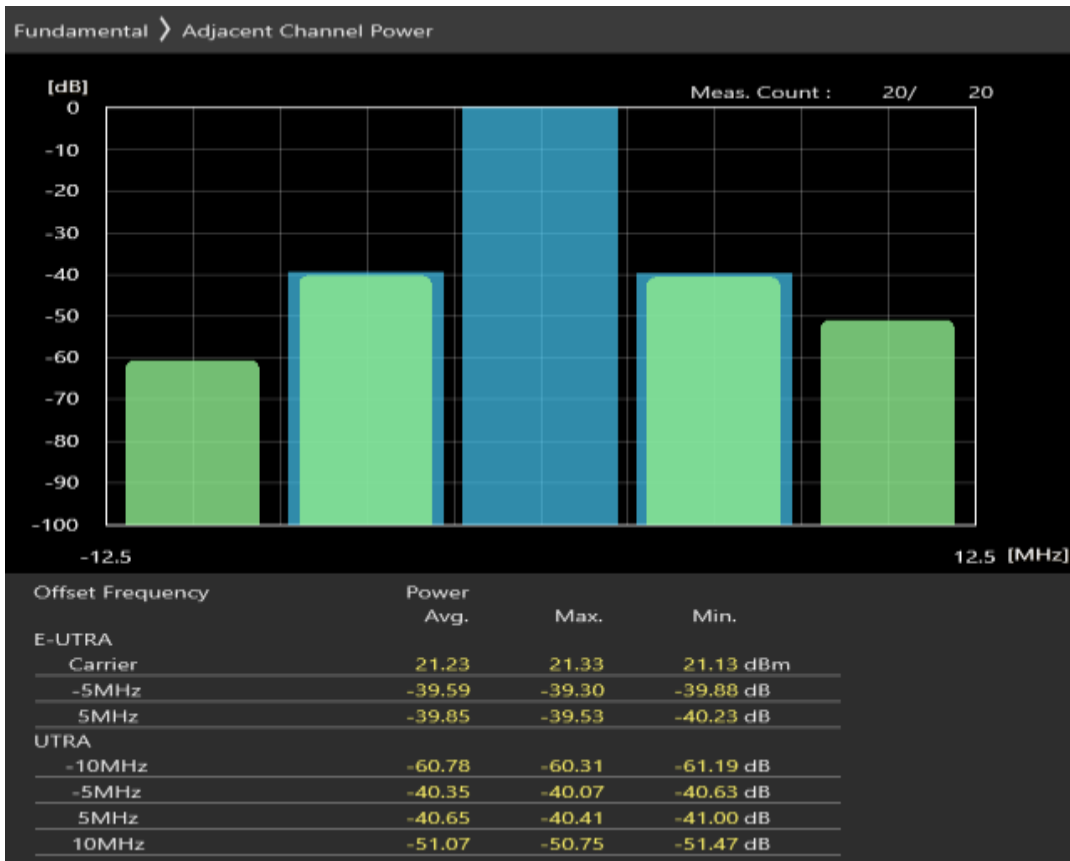 Fundamental > Adjacent Channel Power
[dB]
Meas. Count : 20/ 20
0
-10
-20
-30
-40
-50
-60
-70
-80
-90
-100
-12.5 12.5 [MHz]
Offset Frequency Power
Avg. Max. Min.
E-UTRA
Carrier 21.23 21.33 21.13 dBm
-5MHz -39.59 -39.30 -39.88 dB
5MHz -39.85 -39.53 -40.23 dB
UTRA
-10MHz -60.78 -60.31 -61.19 dB
-5MHz -40.35 -40.07 -40.63 dB
5MHz -40.65 -40.41 -41.00 dB
10MHz -51.07 -50.75 -51.47 dB